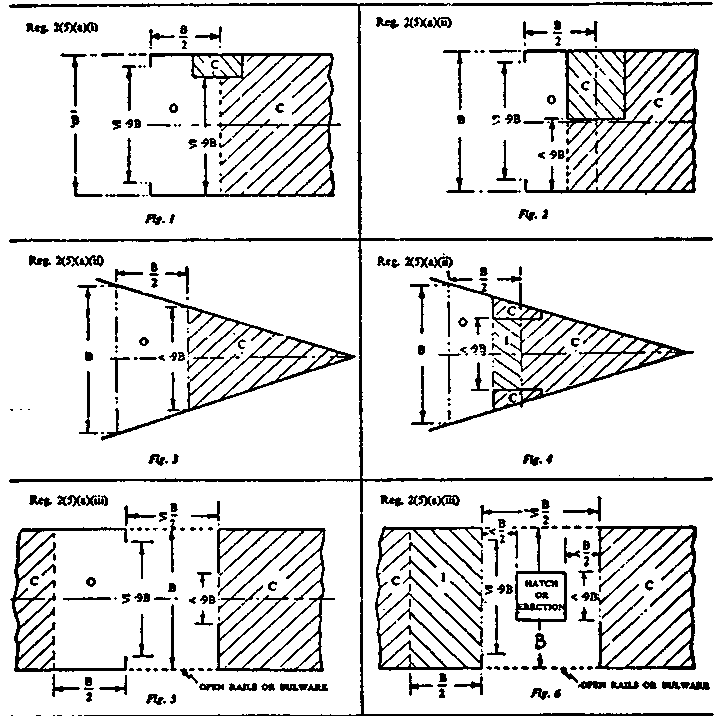 Reg. 2(5)(a)(i)
B
2
C
O
C
B
≥ ·9B
≥ ·9B
Fig. 1
Reg. 2(5)(a)(ii)
B
2
C
O
C
B
≥ ·9B
< ·9B
Fig. 2
Reg. 2(5)(a)(ii)
B
2
O
C
B
< ·9B
Fig. 3
Reg. 2(5)(a)(ii)
B
2
C
O
I
C
B
< ·9B
C
Fig. 4
Reg. 2(5)(a)(iii)
≥ B
2
C
O
C
≥ ·9B
B
< ·9B
B
2
OPEN RAILS OR BULWARK
Fig. 5
Reg. 2(5)(a)(iii)
≥ B
2
< B
2
B
2
C
I
C
≥ ·9B
HATCH
OR
ERECTION
< ·9B
B
B
2
OPEN RAILS OR BULWARK
Fig. 6